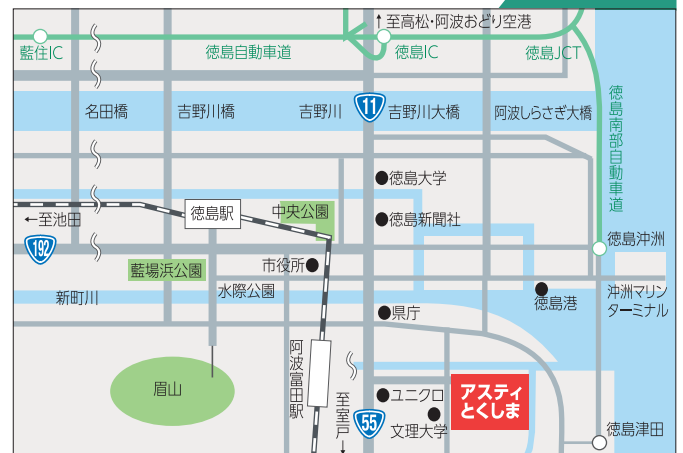 ↑至高松・阿波おどり空港
藍住IC
徳島自動車道
徳島IC
徳島JCT
名田橋
吉野川橋
吉野川
11
吉野川大橋
阿波しらさぎ大橋
徳島南部自動車道
徳島大学
←至池田
徳島駅
中央公園
徳島新聞社
192
徳島沖洲
藍場浜公園
市役所
水際公園
新町川
徳島港
沖洲マリン
ターミナル
県庁
眉山
阿波富田駅
至室戸→
55
ユニクロ
文理大学
アスティ
とくしま
徳島津田